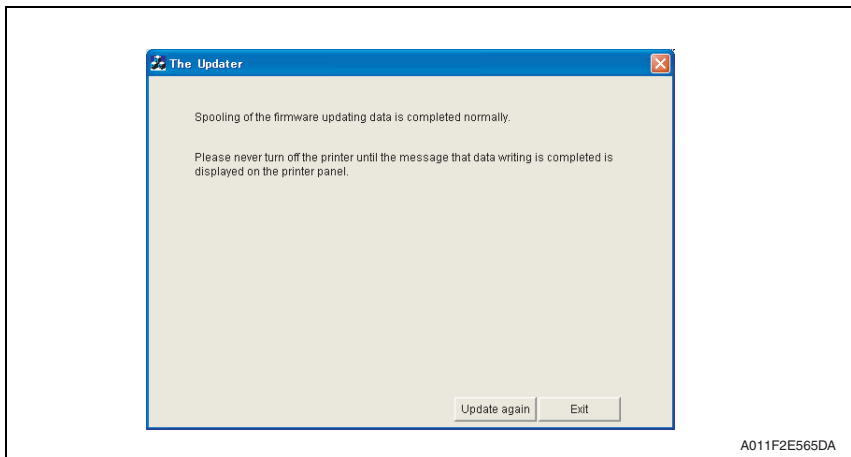 The Updater
Spooling of the firmware updating data is completed normally.
Please never turn off the printer until the message that data writing is completed is
displayed on the printer panel.
Update again Exit
A011F2E565DA